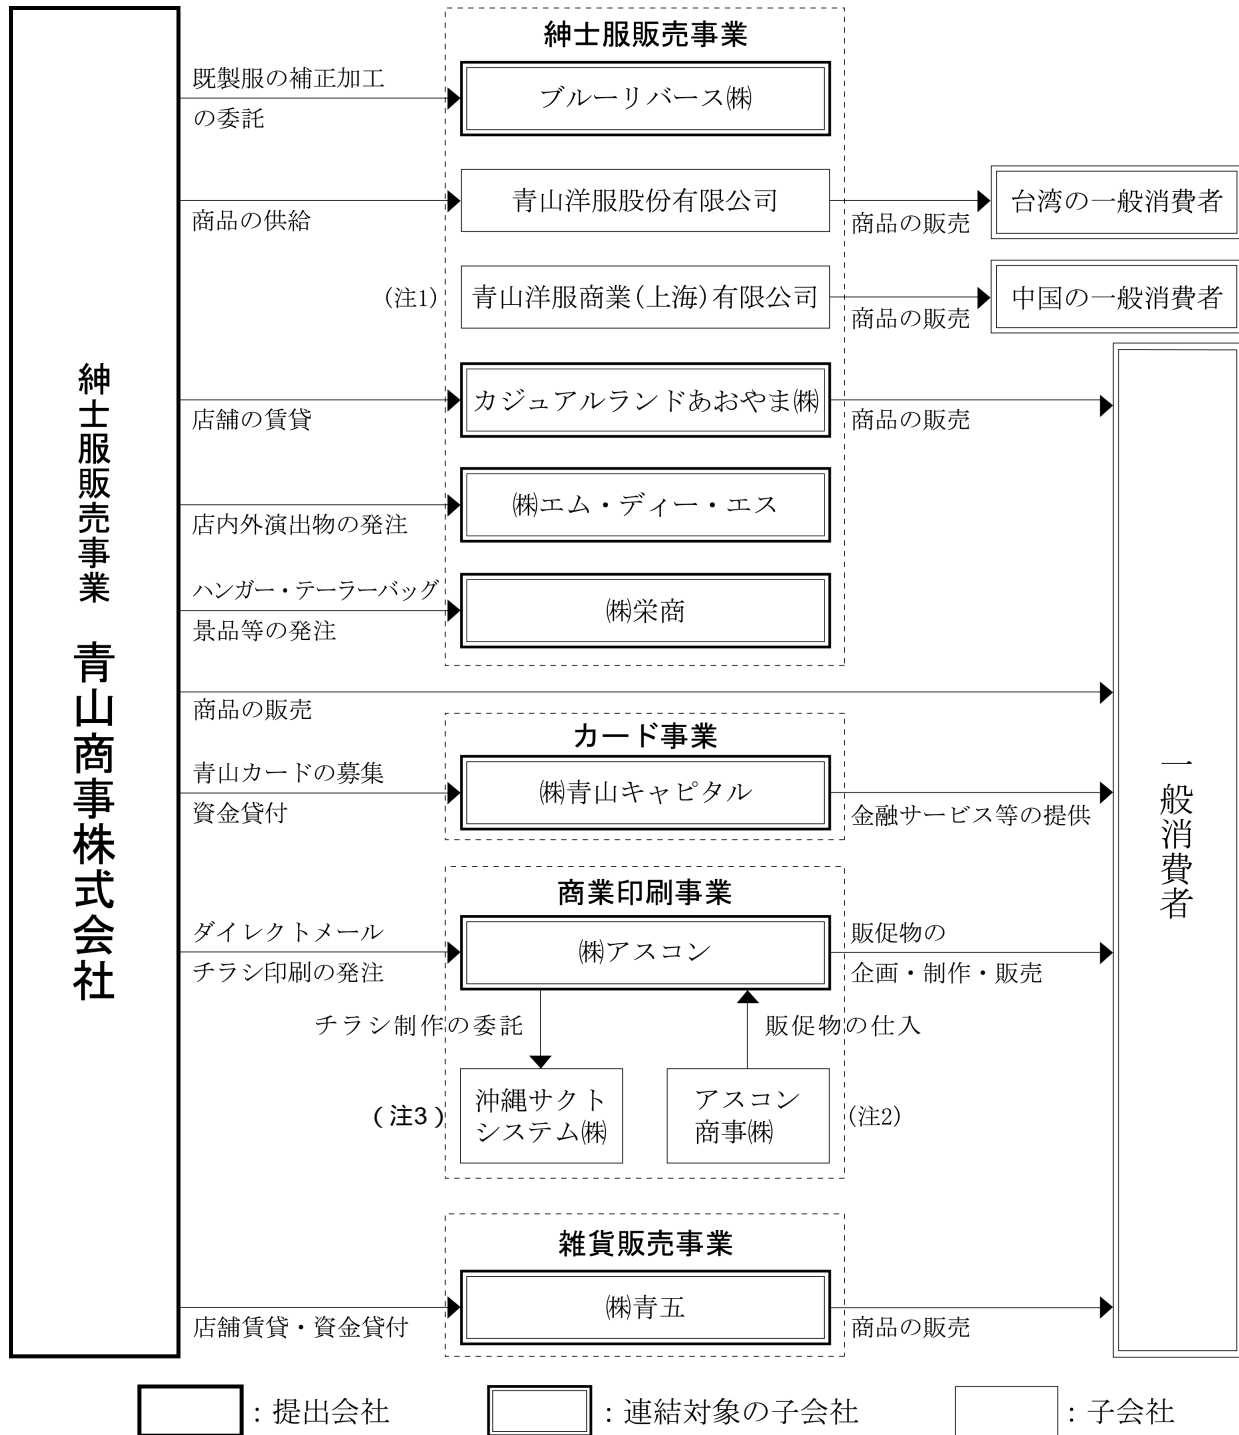 紳士服販売事業 青山商事株式会社
紳士服販売事業
既製服の補正加工
の委託
ブルーリバース㈱
商品の供給
青山洋服股份有限公司
商品の販売
台湾の一般消費者
(注1)
青山洋服商業(上海)有限公司
商品の販売
中国の一般消費者
店舗の賃貸
カジュアルランドあおやま㈱
商品の販売
店内外演出物の発注
㈱エム・ディー・エス
ハンガー・テーラーバッグ
景品等の発注
㈱栄商
商品の販売
一般消費者
カード事業
青山カードの募集
資金貸付
㈱青山キャピタル
金融サービス等の提供
商業印刷事業
ダイレクトメール
チラシ印刷の発注
㈱アスコン
販促物の
企画・制作・販売
チラシ制作の委託
販促物の仕入
(注3)
沖縄サクト
システム㈱
アスコン
商事㈱
(注2)
雑貨販売事業
店舗賃貸・資金貸付
㈱青五
商品の販売
：提出会社
：連結対象の子会社
：子会社